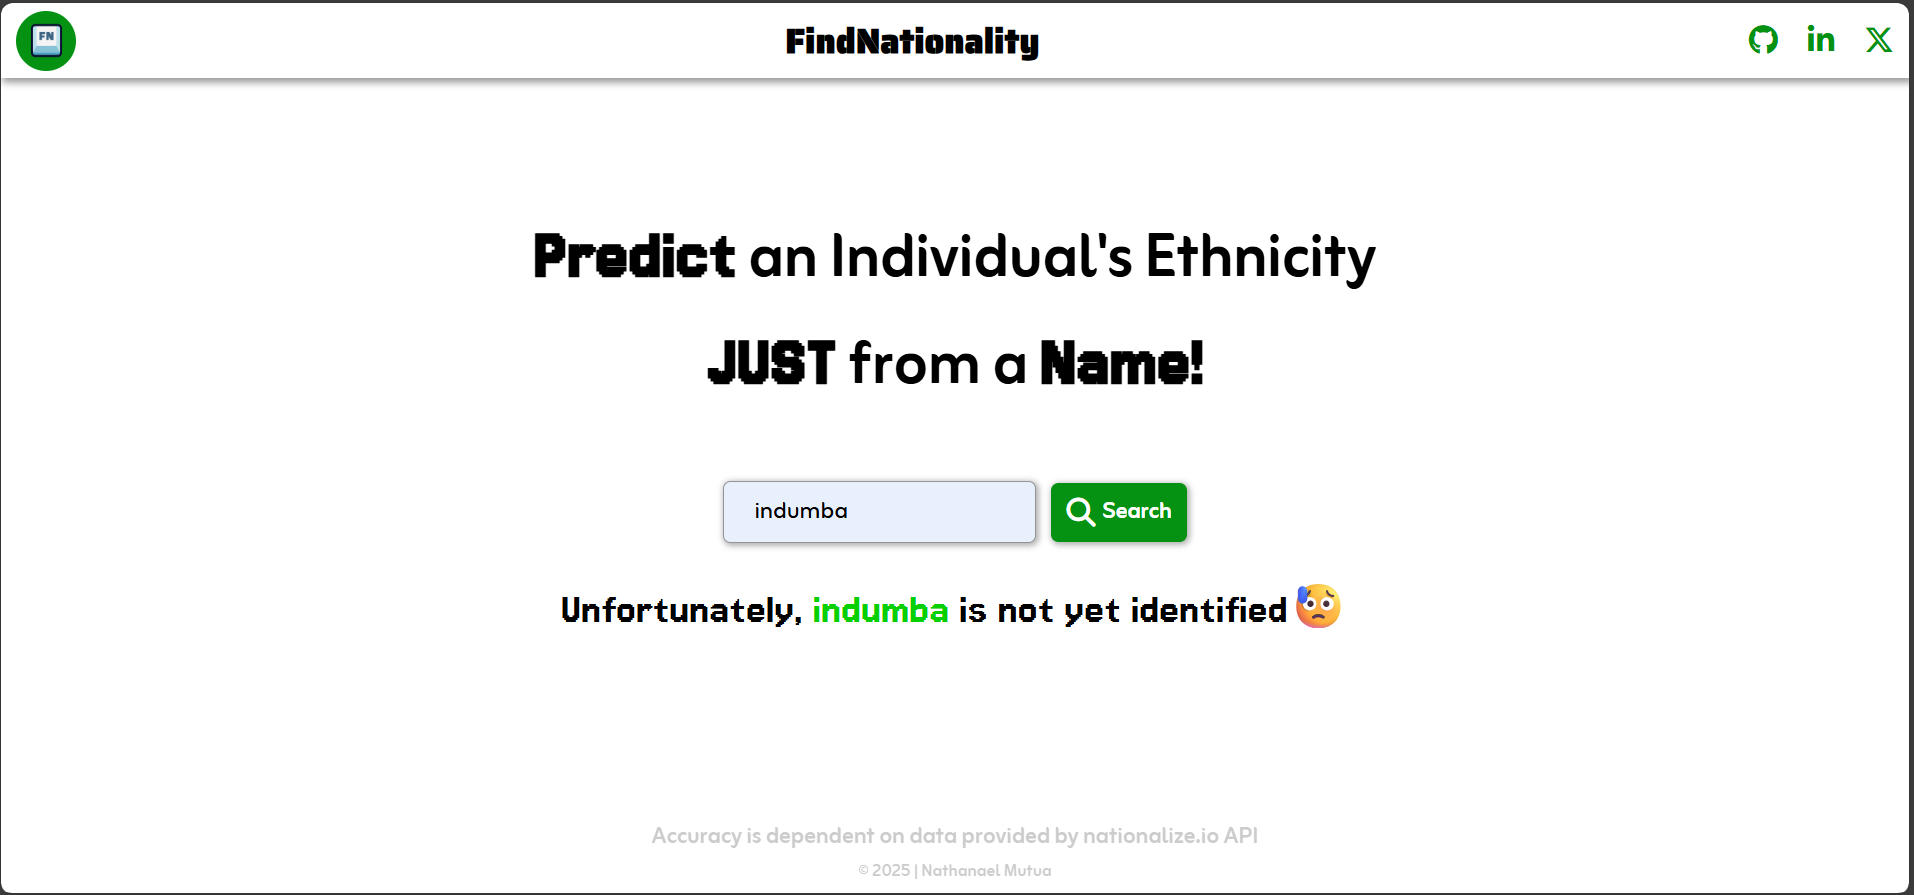 FN
FindNationality
Predict an Individual's Ethnicity
JUST from a Name!
indumba
Search
Unfortunately, indumba is not yet identified 😰
Accuracy is dependent on data provided by nationalize.io API
© 2025 | Nathanael Mutua